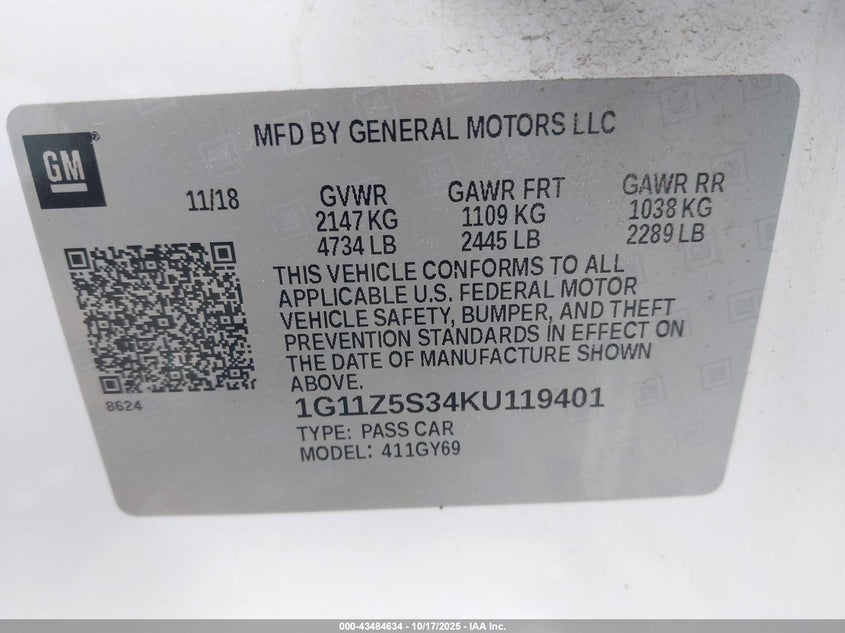 MFD BY GENERAL MOTORS LLC
GM
11/18
GVWR
2147 KG
4734 LB
GAWR FRT
1109 KG
2445 LB
GAWR RR
1038 KG
2289 LB
THIS VEHICLE CONFORMS TO ALL
APPLICABLE U.S. FEDERAL MOTOR
VEHICLE SAFETY, BUMPER, AND THEFT
PREVENTION STANDARDS IN EFFECT ON
THE DATE OF MANUFACTURE SHOWN
ABOVE.
8624
1G11Z5S34KU119401
TYPE: PASS CAR
MODEL: 411GY69
000-43484634 | 10/17/2025 - IAA Inc.